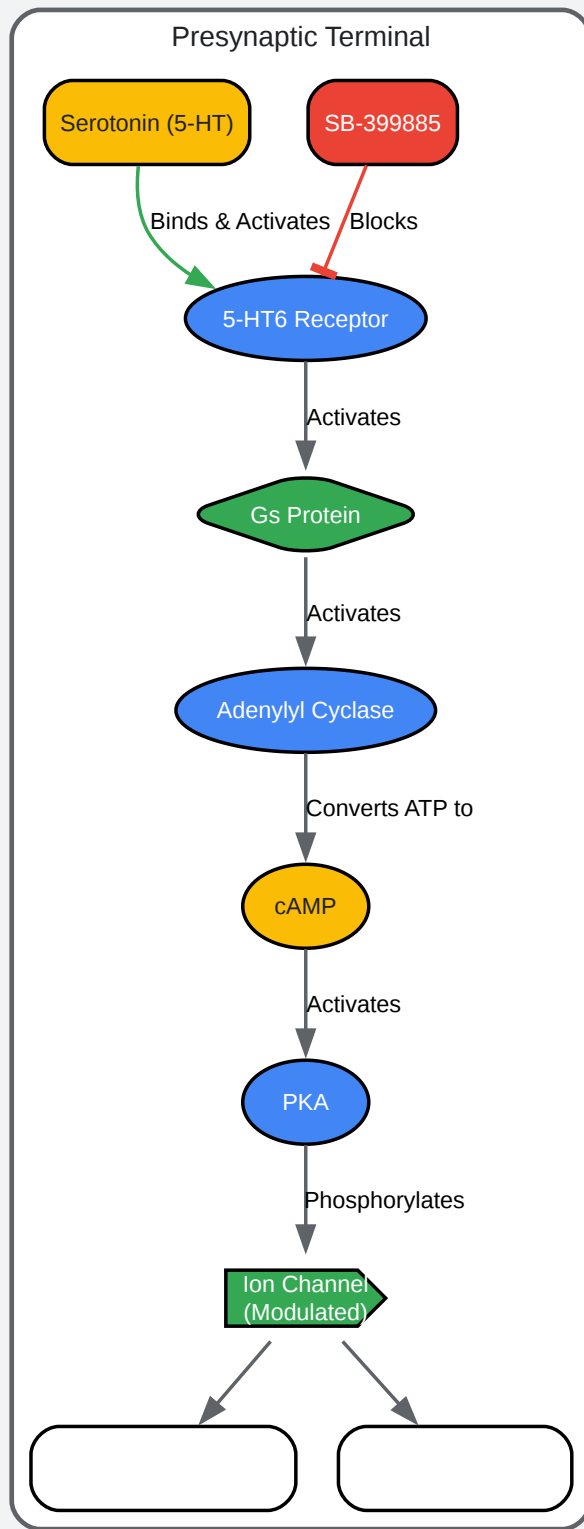 Presynaptic Terminal
Serotonin (5-HT)
SB-399885
Binds & Activates
Blocks
5-HT6 Receptor
Activates
Gs Protein
Activates
Adenylyl Cyclase
Converts ATP to
cAMP
Activates
PKA
Phosphorylates
Ion Channel
(Modulated)